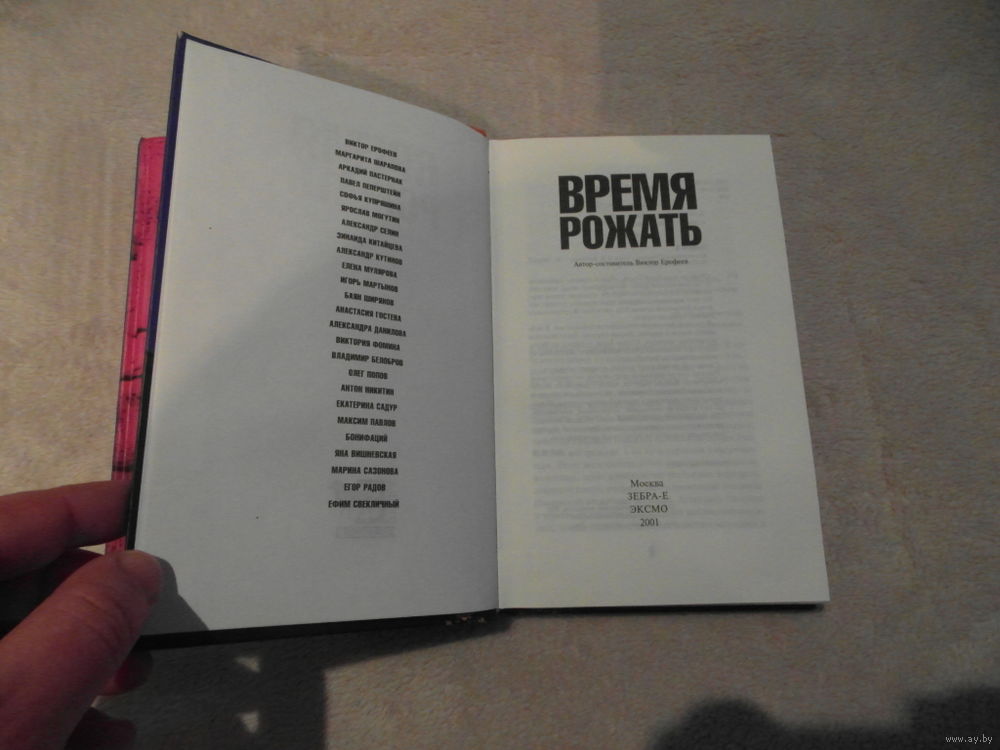 ВИКТОР ЕРОФЕЕВ
МАРГАРИТА ШАРАПОВА
АРКАДИЙ ПАСТЕРНАК
ПАВЕЛ ПЕПЕРШТЕЙН
СОФЬЯ КУПРЯШИНА
ЯРОСЛАВ МОГУТИН
АЛЕКСАНДР СЕЛИН
ЗИНАИДА КИТАЙЦЕВА
АЛЕКСАНДР КУТИНОВ
ЕЛЕНА МУЛЯРОВА
ИГОРЬ МАРТЫНОВ
БАЯН ШИРЯНОВ
АНАСТАСИЯ ГОСТЕВА
АЛЕКСАНДРА ДАНИЛОВА
ВИКТОРИЯ ФОМИНА
ВЛАДИМИР БЕЛОБРОВ
ОЛЕГ ПОПОВ
АНТОН НИКИТИН
ЕКАТЕРИНА САДУР
МАКСИМ ПАВЛОВ
БОНИФАЦИЙ
ЯНА ВИШНЕВСКАЯ
МАРИНА САЗОНОВА
ЕГОР РАДОВ
ЕФИМ СВЕКЛИЧНЫЙ
ВРЕМЯ
РОЖАТЬ
Автор-составитель Виктор Ерофеев
Москва
ЗЕБРА-Е
ЭКСМО
2001
www.ay.by